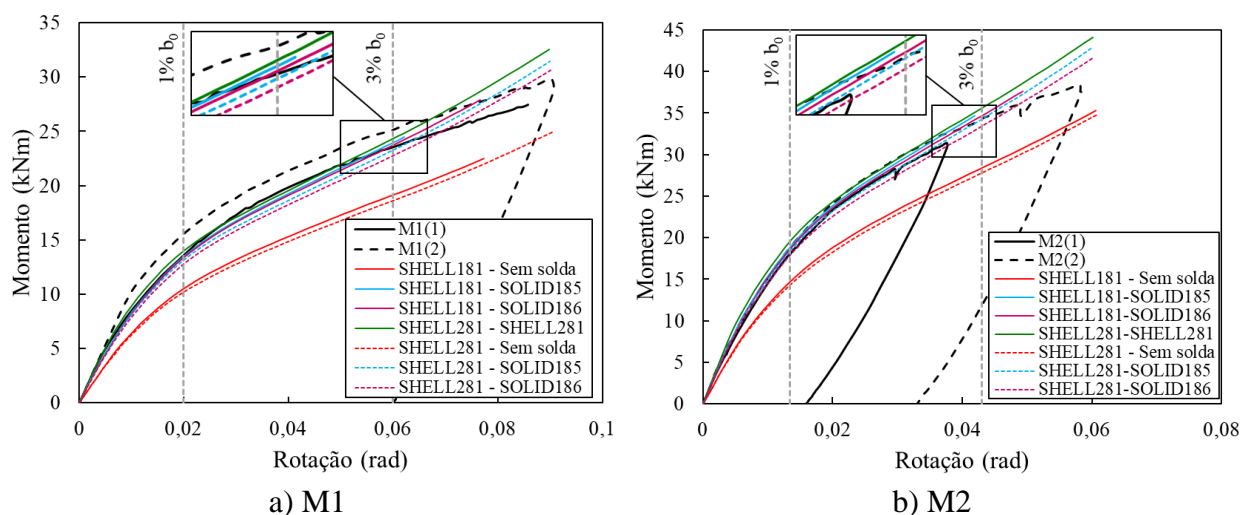 35
30
25
20
15
10
5
0
Momento (kNm)
1% b0
3% b0
M1(1)
M1(2)
SHELL181 - Sem solda
SHELL181 - SOLID185
SHELL181 - SOLID186
SHELL281 - SHELL281
SHELL281 - Sem solda
SHELL281 - SOLID185
SHELL281 - SOLID186
0 0,02 0,04 0,06 0,08 0,1
Rotação (rad)
a) M1
50
45
40
35
30
25
20
15
10
5
0
Momento (kNm)
1% b0
3% b0
M2(1)
M2(2)
SHELL181 - Sem solda
SHELL181-SOLID185
SHELL181-SOLID186
SHELL281-SHELL281
SHELL281 - Sem solda
SHELL281-SOLID185
SHELL281-SOLID186
0 0,02 0,04 0,06 0,08
Rotação (rad)
b) M2